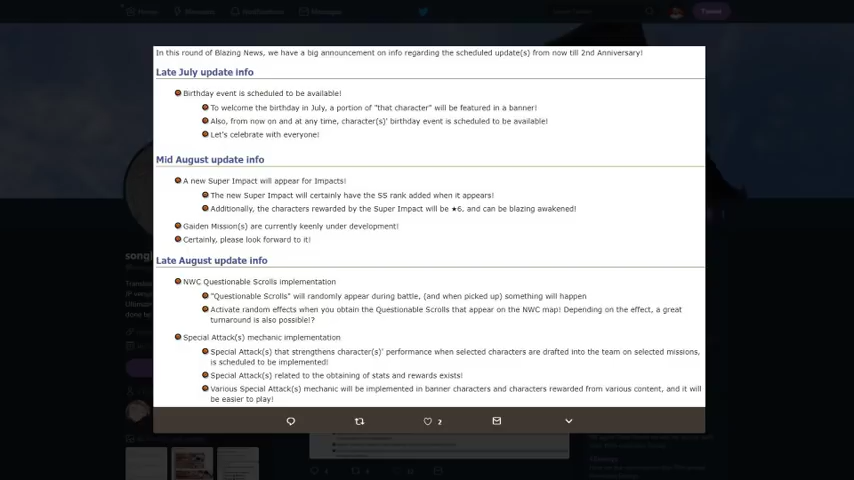 In this round of Blazing News, we have a big announcement on info regarding the scheduled update(s) from now till 2nd Anniversary!
Late July update info
Birthday event is scheduled to be available!
To welcome the birthday in July, a portion of "that character" will be featured in a banner!
Also, from now on and at any time, character(s)' birthday event is scheduled to be available!
Let's celebrate with everyone!
Mid August update info
A new Super Impact will appear for Impacts!
The new Super Impact will certainly have the SS rank added when it appears!
Additionally, the characters rewarded by the Super Impact will be ★6, and can be blazing awakened!
Gaiden Mission(s) are currently keenly under development!
Certainly, please look forward to it!
Late August update info
NWC Questionable Scrolls implementation
"Questionable Scrolls" will randomly appear during battle, (and when picked up) something will happen
Activate random effects when you obtain the Questionable Scrolls that appear on the NWC map! Depending on the effect, a great
turnaround is also possible!?
Special Attack(s) mechanic implementation
Special Attack(s) that strengthens character(s)' performance when selected characters are drafted into the team on selected missions,
is scheduled to be implemented!
Special Attack(s) related to the obtaining of stats and rewards exists!
Various Special Attack(s) mechanic will be implemented in banner characters and characters rewarded from various content, and it will
be easier to play!
2
Tweet